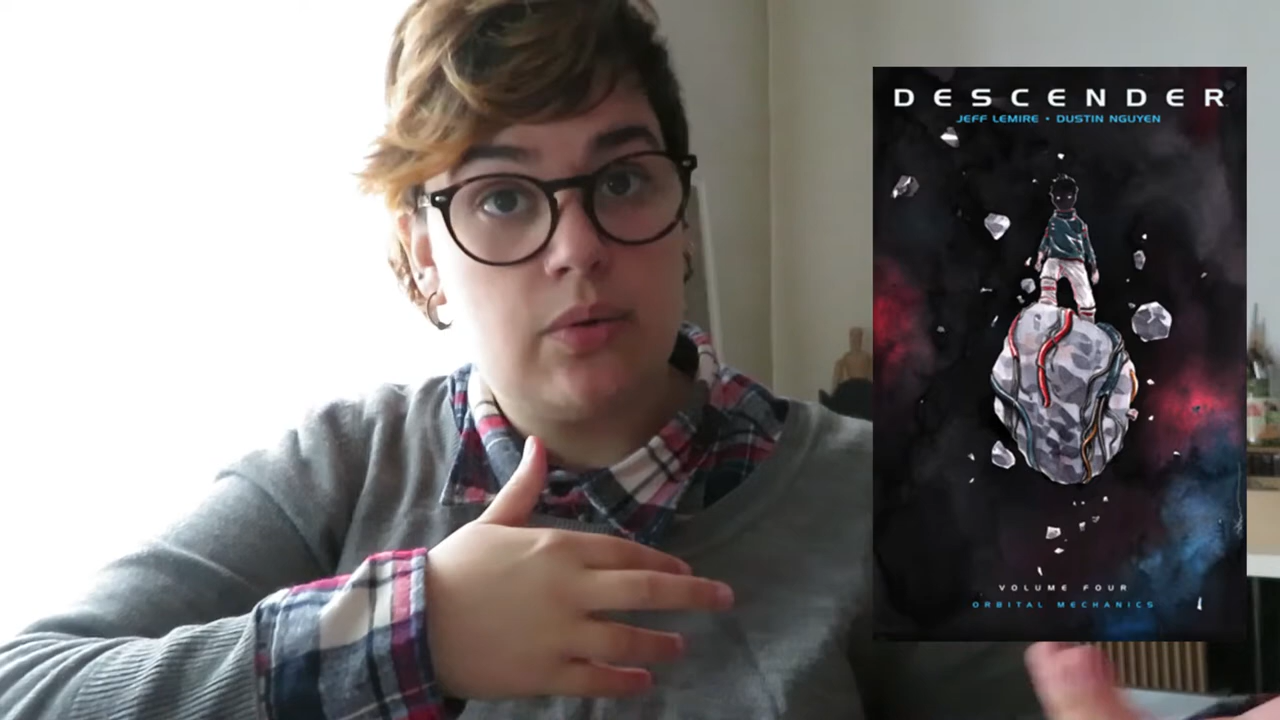 DESCENDER
JEFF LEMIRE • DUSTIN NGUYEN
VOLUME FOUR
ORBITAL MECHANICS